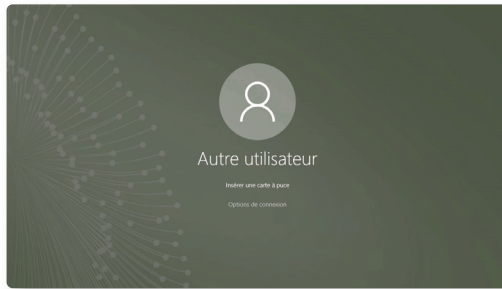 Autre utilisateur
Insérer une carte à puce
Options de connexion